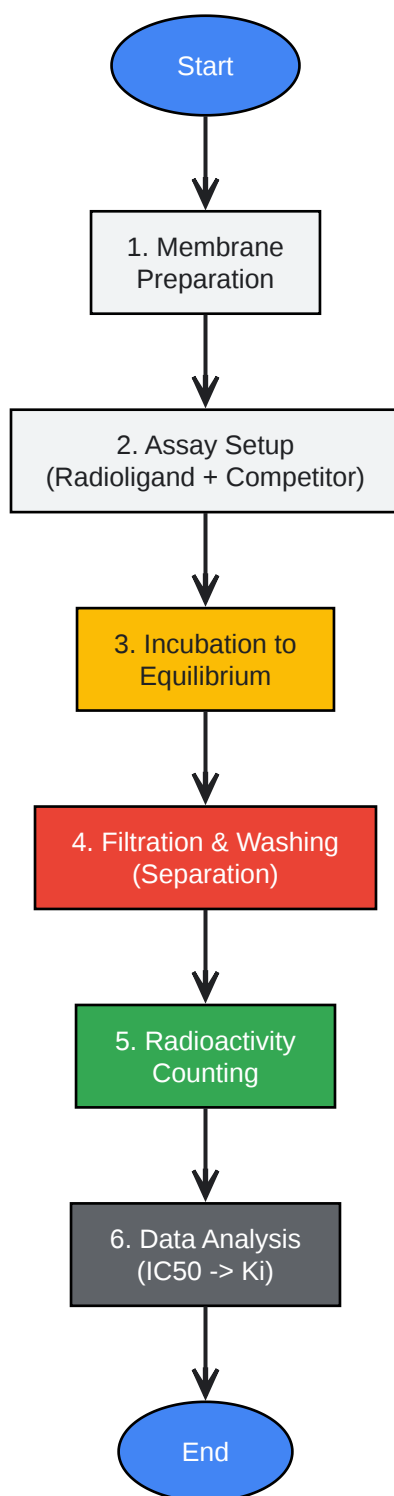 Start
1. Membrane
Preparation
2. Assay Setup
(Radioligand + Competitor)
3. Incubation to
Equilibrium
4. Filtration & Washing
(Separation)
5. Radioactivity
Counting
6. Data Analysis
(IC50 -> Ki)
End